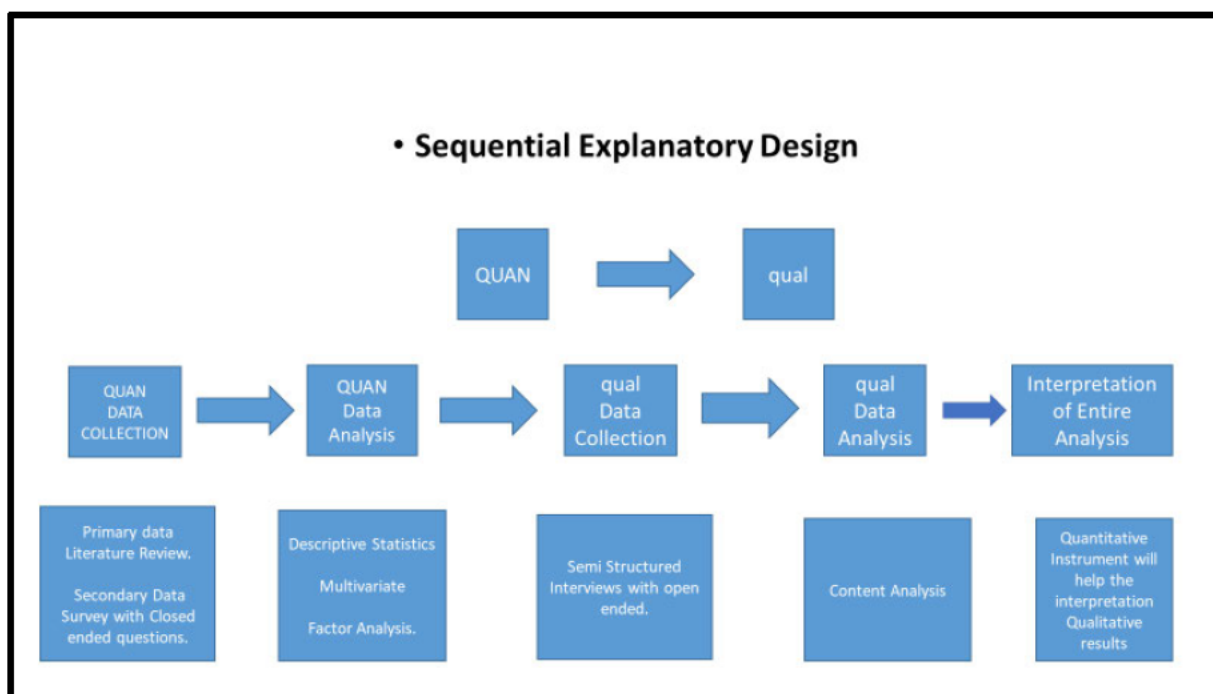 • Sequential Explanatory Design
QUAN
qual
QUAN
DATA
COLLECTION
QUAN
Data
Analysis
qual
Data
Collection
qual
Data
Analysis
Interpretation
of Entire
Analysis
Primary data
Literature Review.
Secondary Data
Survey with Closed
ended questions.
Descriptive Statistics
Multivariate
Factor Analysis.
Semi Structured
Interviews with open
ended.
Content Analysis
Quantitative
Instrument will
help the
interpretation
Qualitative
results